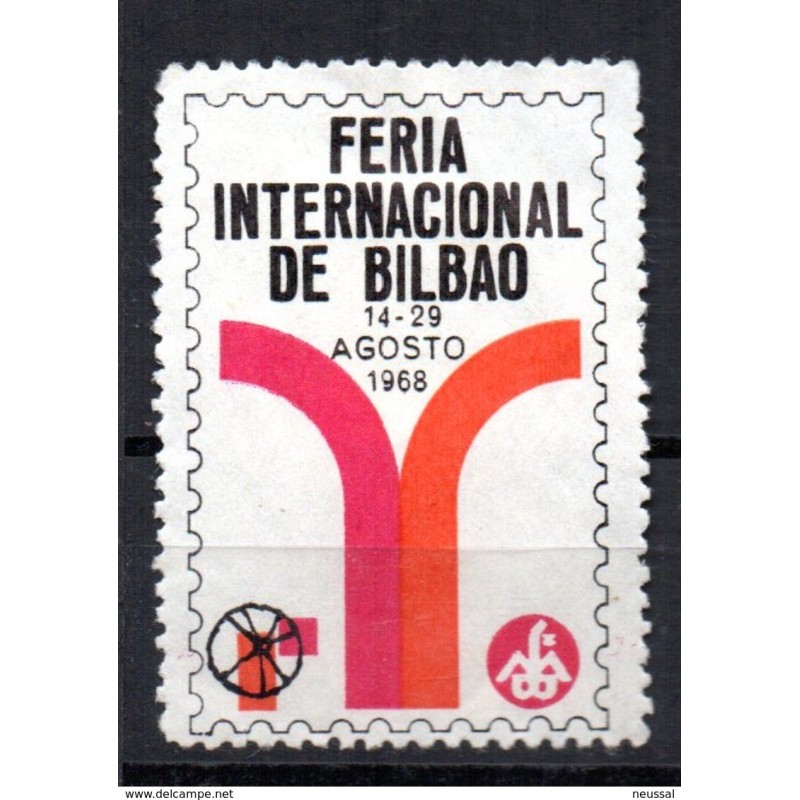 FERIA
INTERNACIONAL
DE BILBAO
14-29
AGOSTO
1968
©www.delcampe.net
neussal